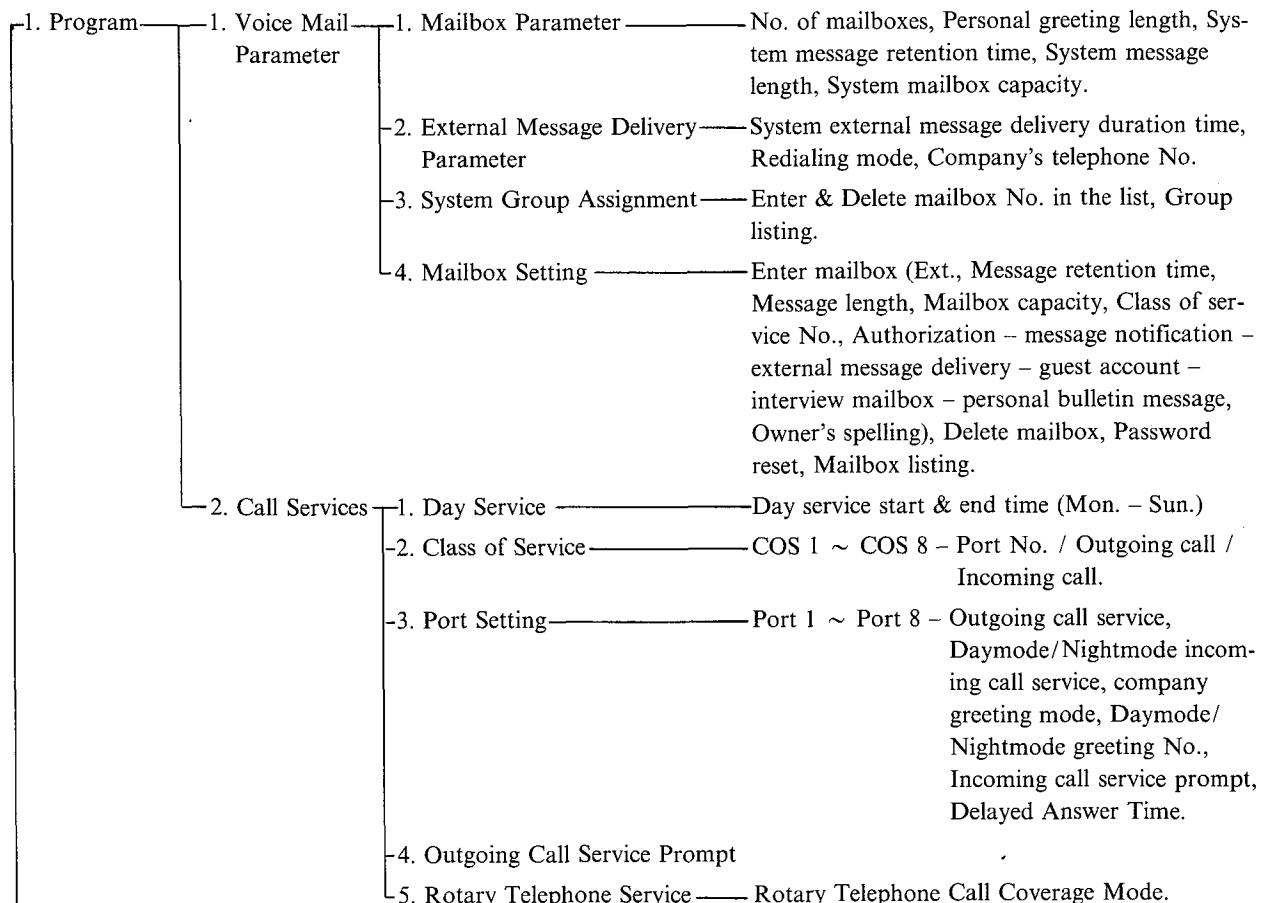 1. Program
1. Voice Mail Parameter
1. Mailbox Parameter
No. of mailboxes, Personal greeting length, Sys-
tem message retention time, System message
length, System mailbox capacity.
2. External Message Delivery
Parameter
System external message delivery duration time,
Redialing mode, Company's telephone No.
3. System Group Assignment
Enter & Delete mailbox No. in the list, Group
listing.
4. Mailbox Setting
Enter mailbox (Ext., Message retention time,
Message length, Mailbox capacity, Class of ser-
vice No., Authorization – message notification –
external message delivery – guest account –
interview mailbox – personal bulletin message,
Owner's spelling), Delete mailbox, Password
reset, Mailbox listing.
2. Call Services
1. Day Service
Day service start & end time (Mon. – Sun.)
2. Class of Service
COS 1 ~ COS 8 – Port No. / Outgoing call /
Incoming call.
3. Port Setting
Port 1 ~ Port 8 – Outgoing call service,
Daymode/Nightmode incom-
ing call service, company
greeting mode, Daymode/
Nightmode greeting No.,
Incoming call service prompt,
Delayed Answer Time.
4. Outgoing Call Service Prompt
5. Rotary Telephone Service
Rotary Telephone Call Coverage Mode.